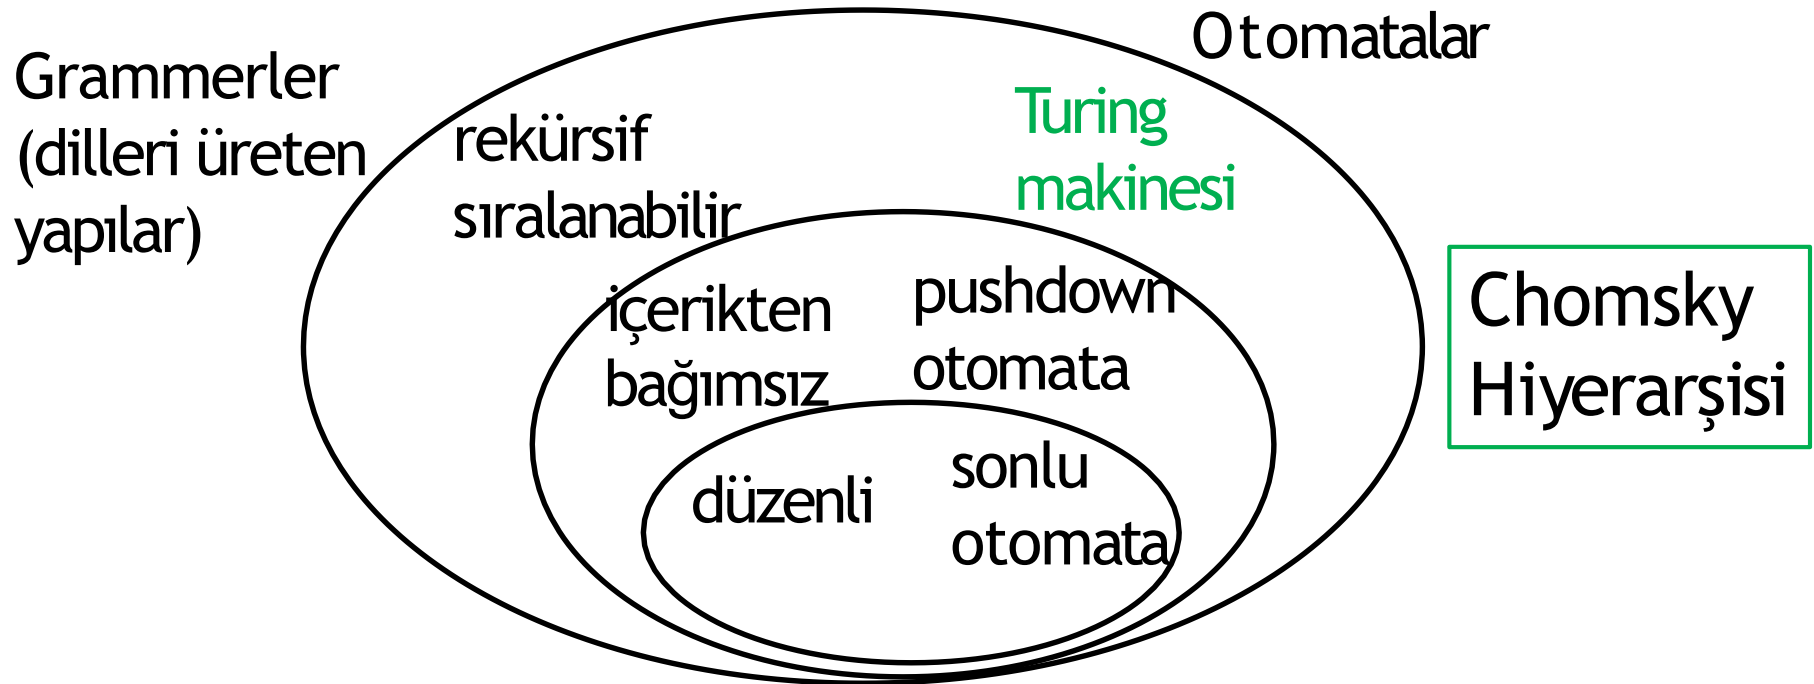 Grammerler
(dilleri üreten
yapılar)
Otomatalar
rekürsif
sıralanabilir
Turing
makinesi
içerikten
bağımsız
pushdown
otomata
düzenli
sonlu
otomata
Chomsky
Hiyerarşisi